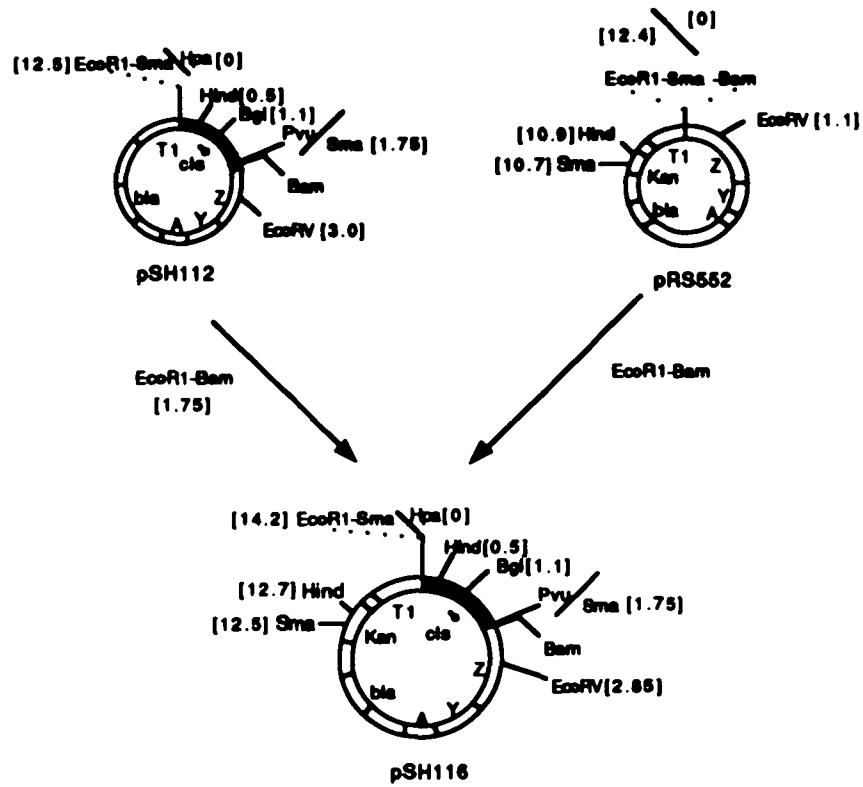 [12.5] EcoR1-Sma Hpa [0]
Hind[0.5]
Bgl[1.1]
Pvu Sma [1.75]
Bam
EcoRV [3.0]
T1 cis
bla Z
A Y
pSH112
[12.4] [0]
EcoR1-Sma -Bam
EcoRV [1.1]
[10.9] Hind
[10.7] Sma
T1 Z
Kan Y
bla A
pRS552
EcoR1-Bam
[1.75]
EcoR1-Bam
[14.2] EcoR1-Sma Hpa[0]
Hind[0.5]
Bgl[1.1]
[12.7] Hind
Pvu Sma [1.75]
[12.5] Sma
T1 cis
Kan
Bam
Z
EcoRV[2.85]
bla
A Y
pSH116